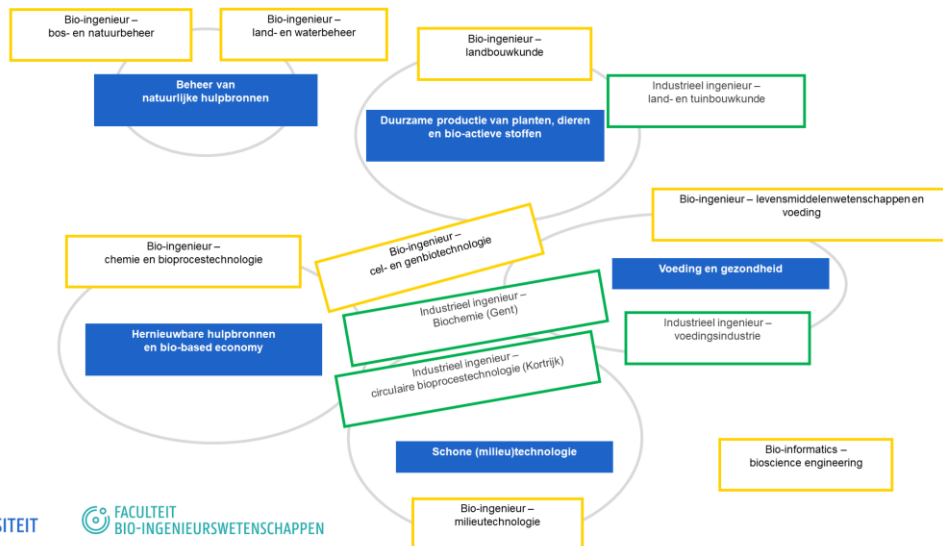 Bio-ingenieur –
bos- en natuurbeheer
Bio-ingenieur –
land- en waterbeheer
Beheer van
natuurlijke hulpbronnen
Bio-ingenieur –
landbouwkunde
Industrieel ingenieur –
land- en tuinbouwkunde
Duurzame productie van planten, dieren
en bio-actieve stoffen
Bio-ingenieur – levensmiddelenwetenschappen en
voeding
Bio-ingenieur –
chemie en bioprocestechnologie
Bio-ingenieur –
cel- en genbiotechnologie
Voeding en gezondheid
Industrieel ingenieur –
Biochemie (Gent)
Hernieuwbare hulpbronnen
en bio-based economy
Industrieel ingenieur –
voedingsindustrie
Industrieel ingenieur –
circulaire bioprocestechnologie (Kortrijk)
Schone (milieu)technologie
Bio-informatics –
bioscience engineering
Bio-ingenieur –
milieutechnologie
SITEIT
FACULTEIT
BIO-INGENIEURSWETENSCHAPPEN